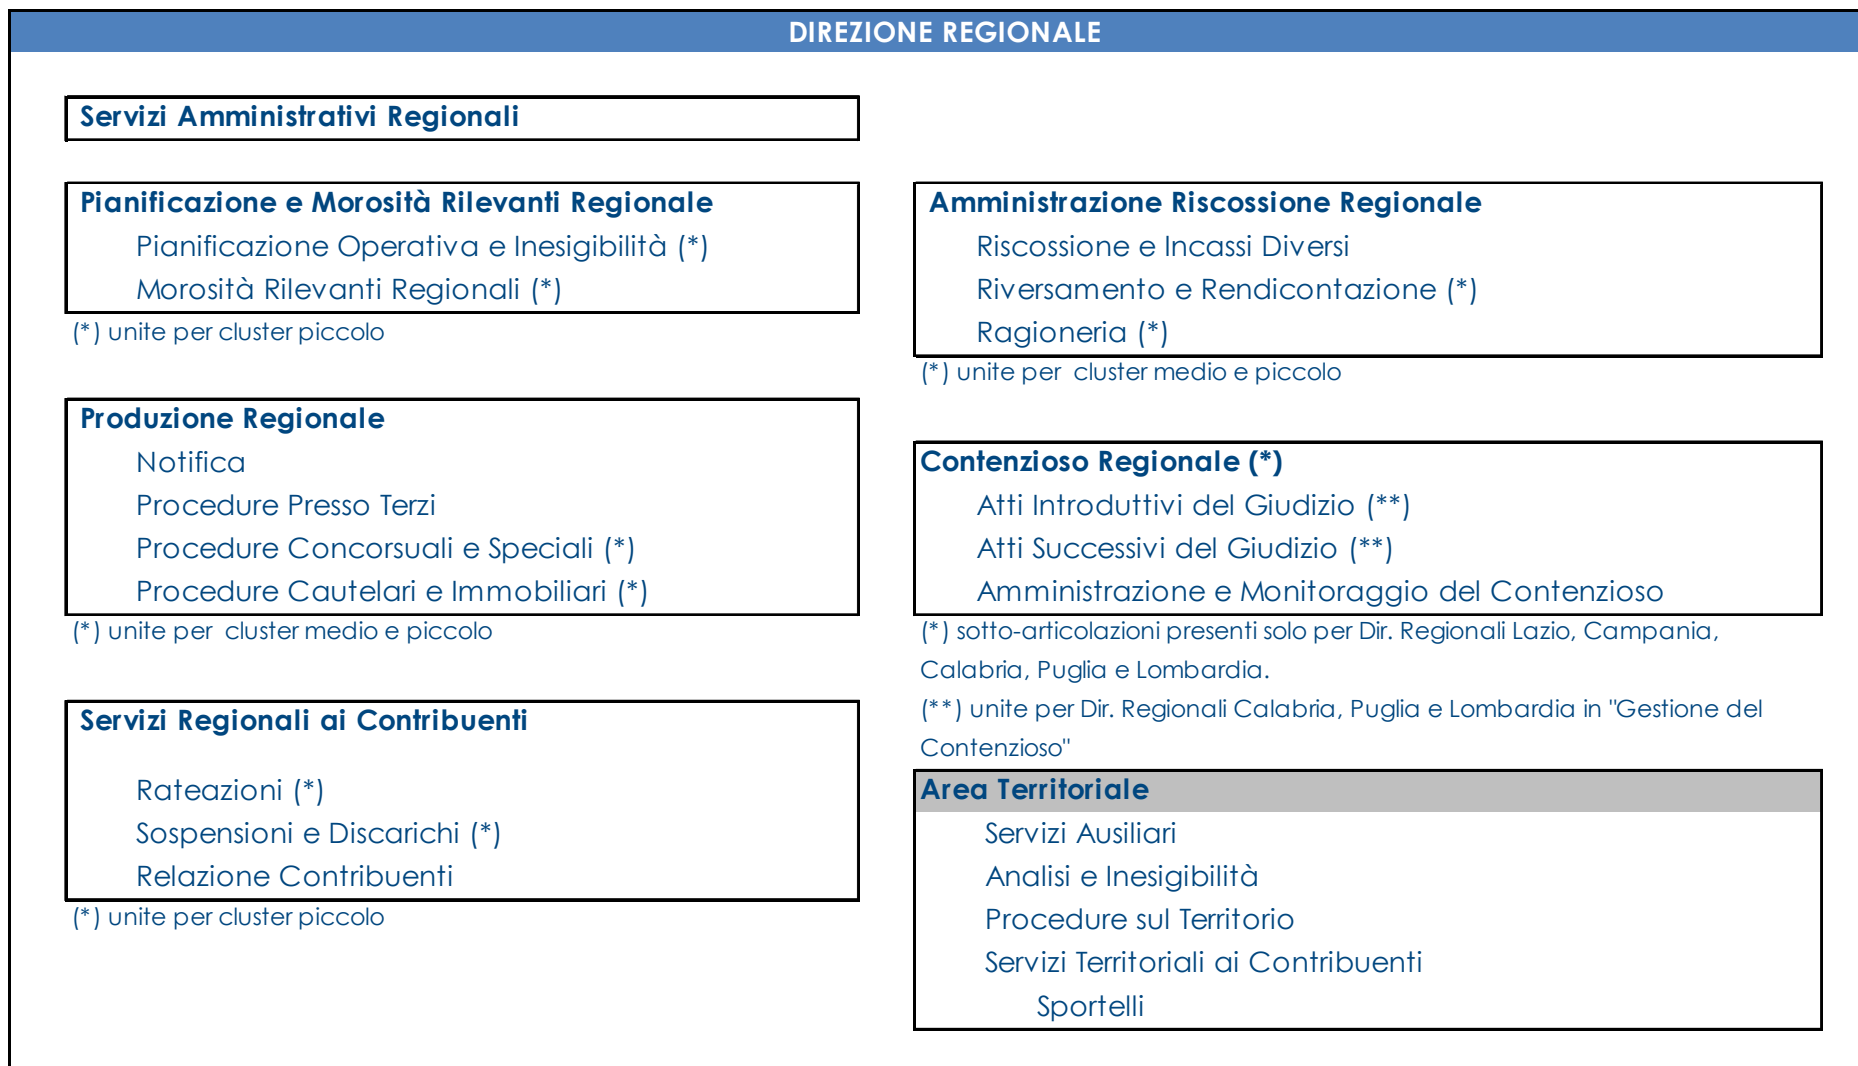 DIREZIONE REGIONALE
Servizi Amministrativi Regionali
Pianificazione e Morosità Rilevanti Regionale
Pianificazione Operativa e Inesigibilità (*)
Morosità Rilevanti Regionali (*)
(*) unite per cluster piccolo
Produzione Regionale
Notifica
Procedure Presso Terzi
Procedure Concorsuali e Speciali (*)
Procedure Cautelari e Immobiliari (*)
(*) unite per cluster medio e piccolo
Servizi Regionali ai Contribuenti
Rateazioni (*)
Sospensioni e Discarichi (*)
Relazione Contribuenti
(*) unite per cluster piccolo
Amministrazione Riscossione Regionale
Riscossione e Incassi Diversi
Riversamento e Rendicontazione (*)
Ragioneria (*)
(*) unite per cluster medio e piccolo
Contenzioso Regionale (*)
Atti Introduttivi del Giudizio (**)
Atti Successivi del Giudizio (**)
Amministrazione e Monitoraggio del Contenzioso
(*) sotto-articolazioni presenti solo per Dir. Regionali Lazio, Campania,
Calabria, Puglia e Lombardia.
(**) unite per Dir. Regionali Calabria, Puglia e Lombardia in "Gestione del
Contenzioso"
Area Territoriale
Servizi Ausiliari
Analisi e Inesigibilità
Procedure sul Territorio
Servizi Territoriali ai Contribuenti
Sportelli